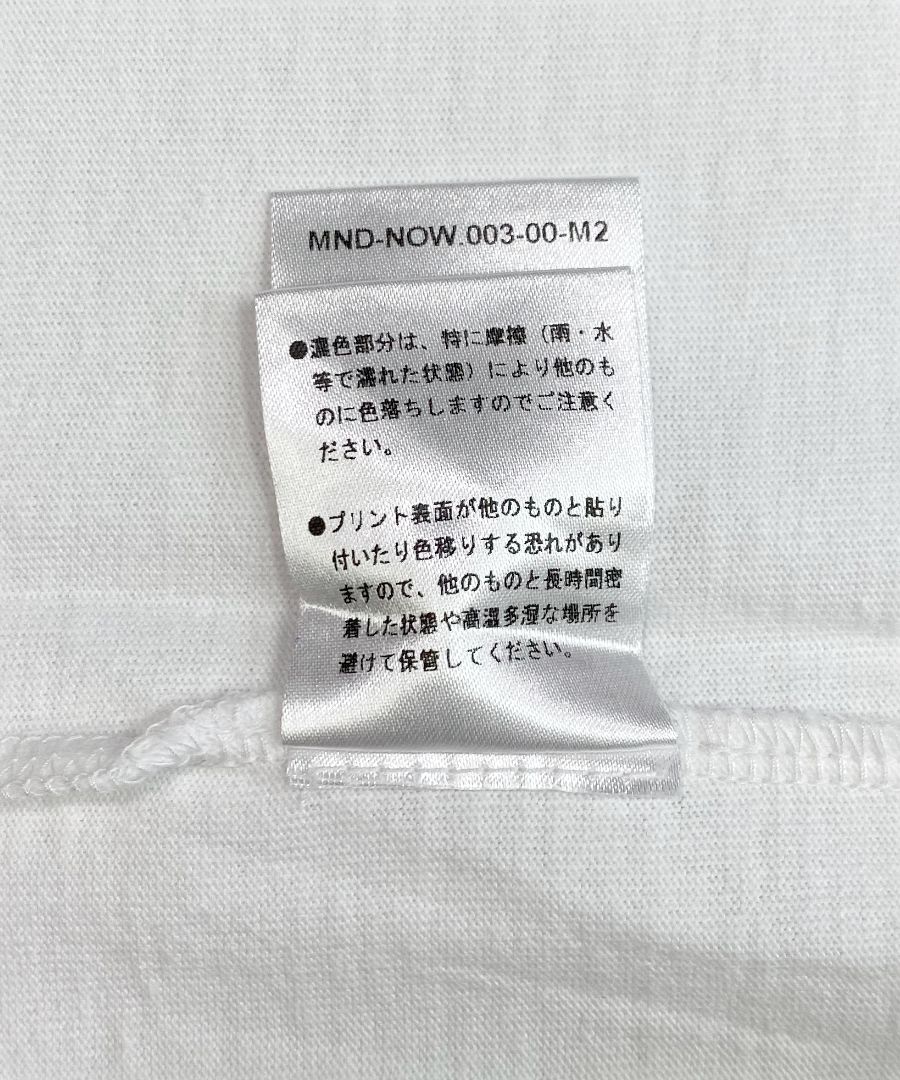 MND-NOW.003-00-M2
●濃色部分は、特に摩擦（雨・水
等で濡れた状態）により他のも
のに色落ちしますのでご注意く
ださい。
●プリント表面が他のものと貼り
付いたり色移りする恐れがあり
ますので、他のものと長時間密
着した状態や高温多湿な場所を
避けて保管してください。